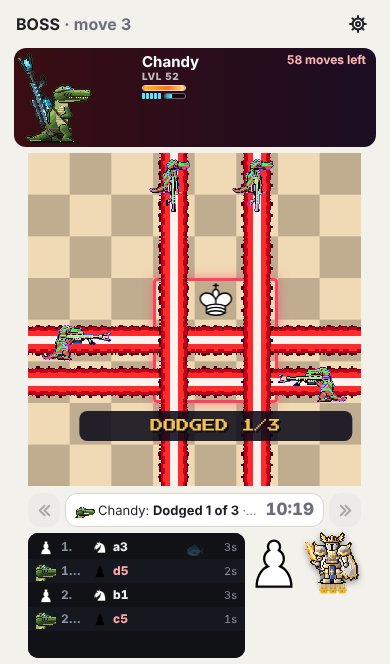 BOSS · move 3
Chandy
58 moves left
LVL 52
DODGED 1/3
Chandy: Dodged 1 of 3 ·... 10:19
1. a3 3s
1... d5 2s
2. b1 3s
2... c5 1s